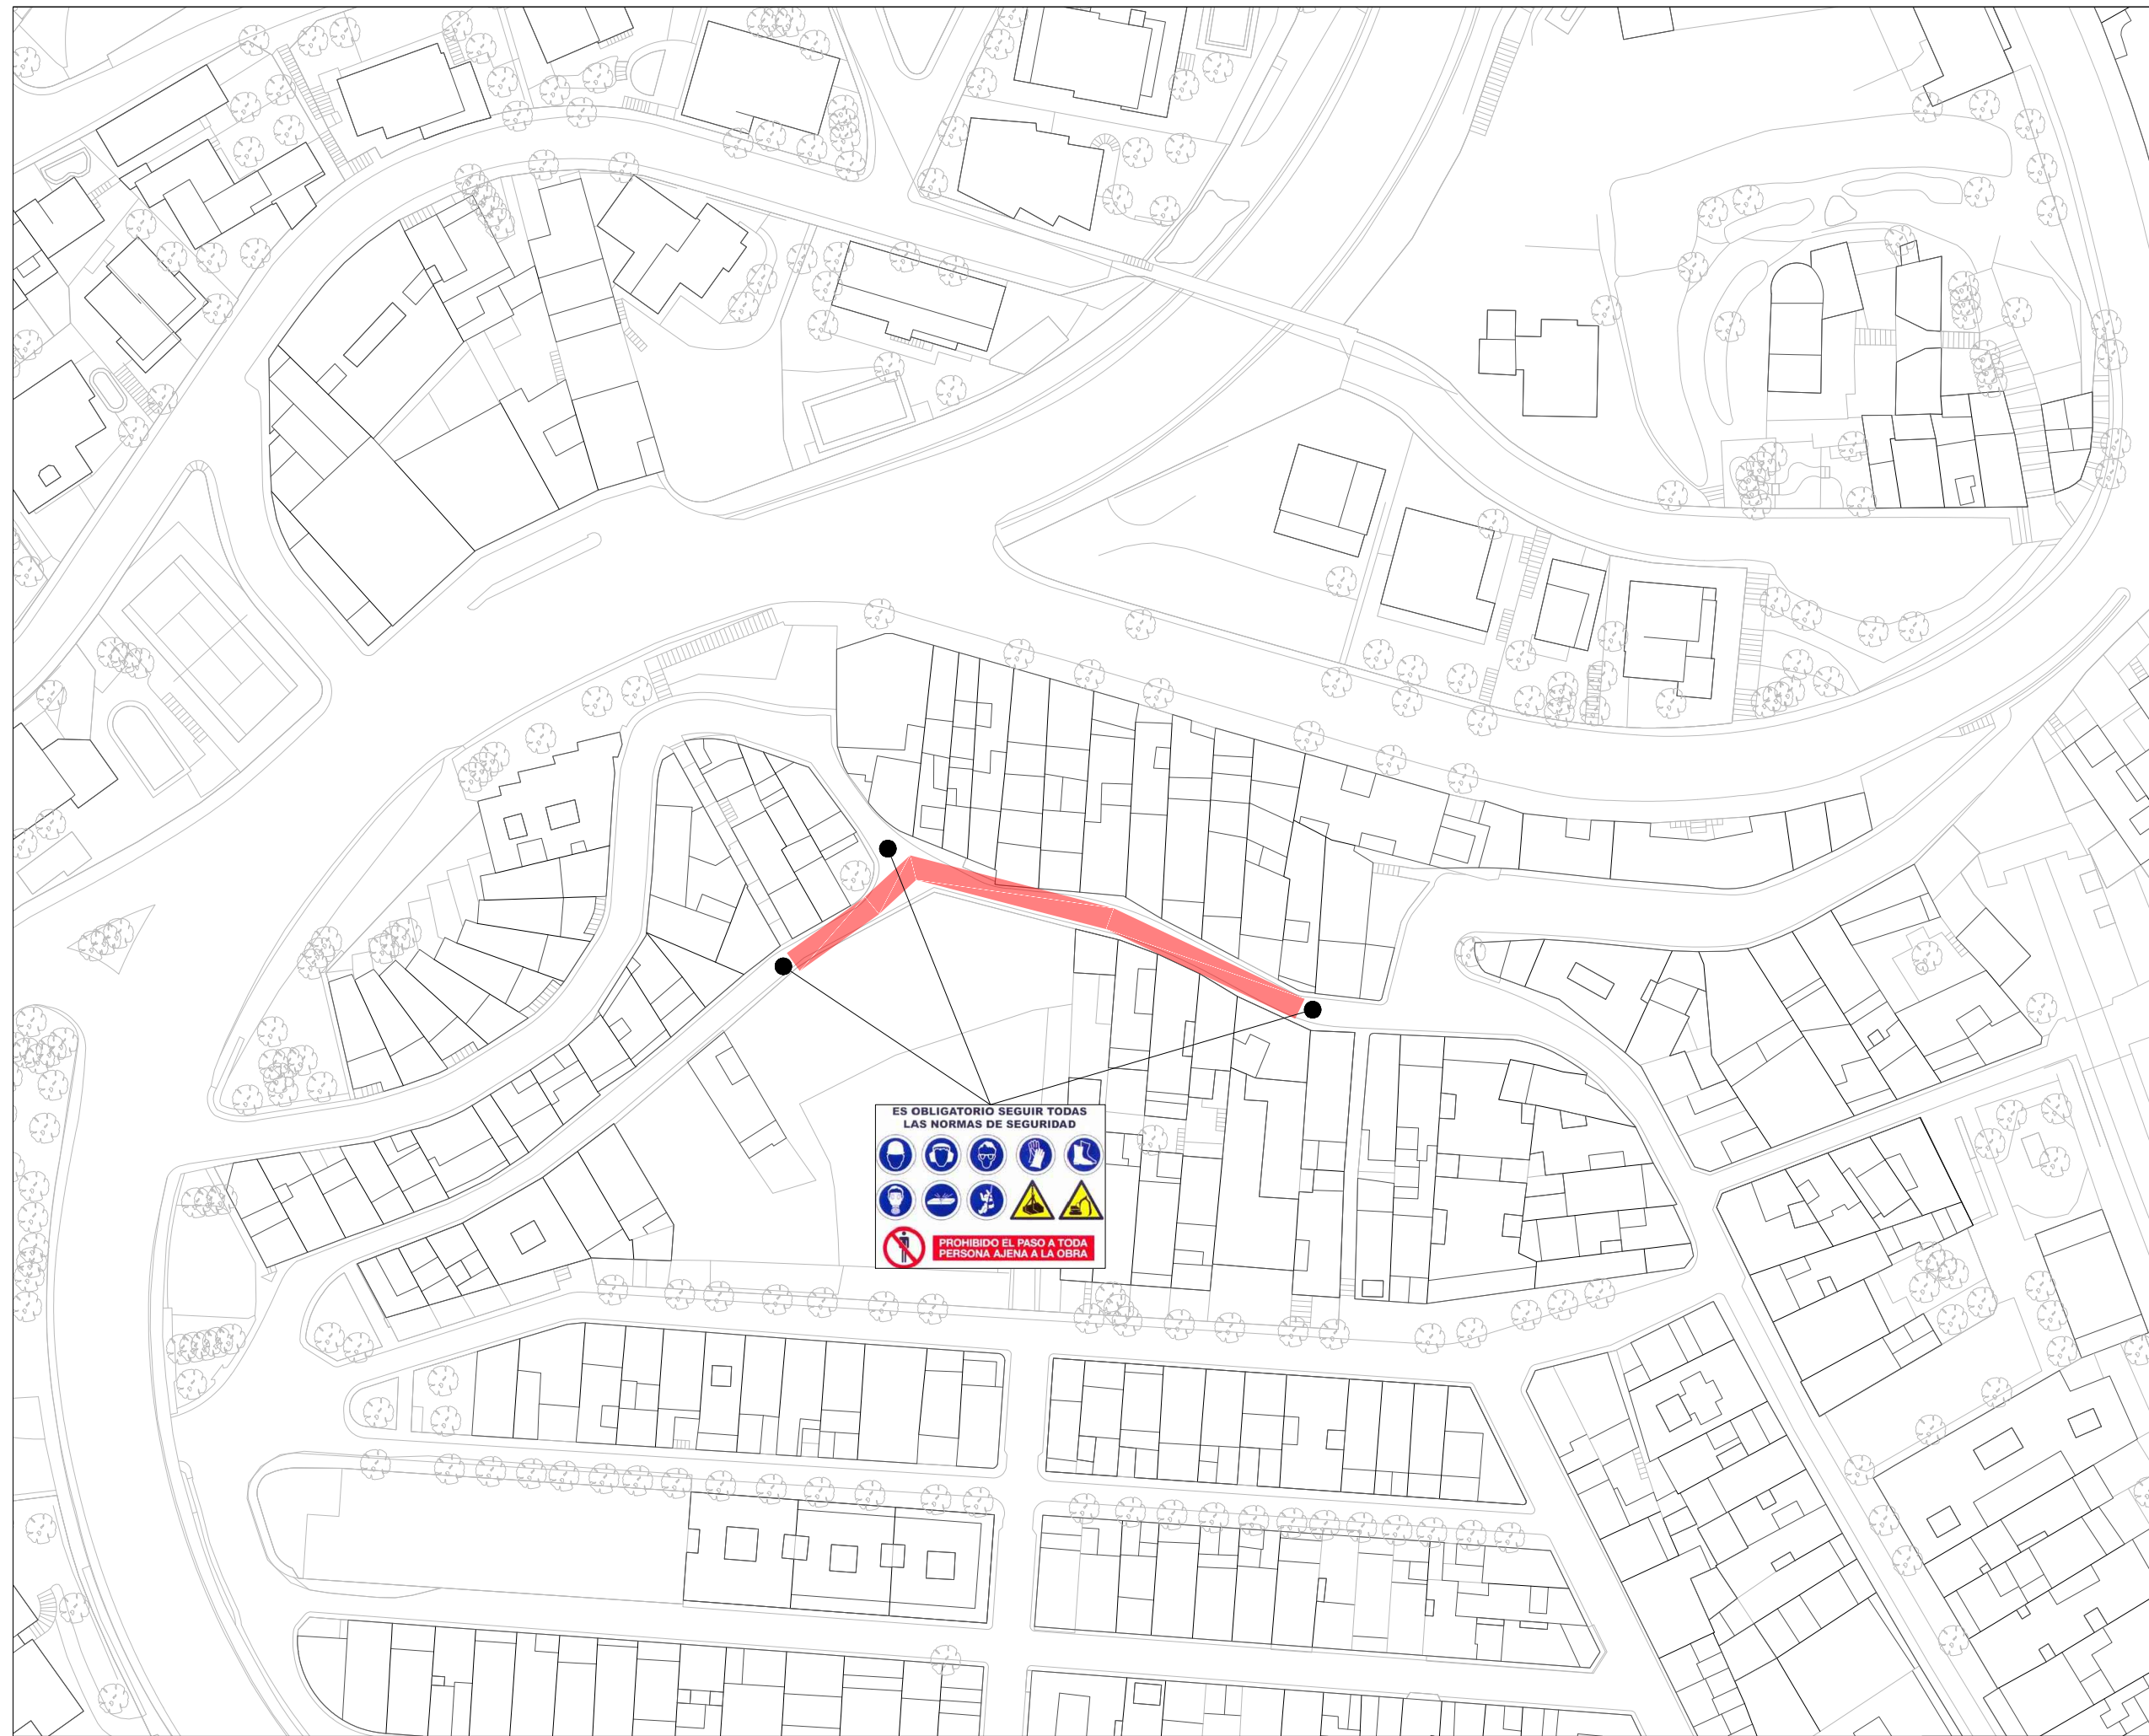 ES OBLIGATORIO SEGUIR TODAS
LAS NORMAS DE SEGURIDAD
PROHIBIDO EL PASO A TODA
PERSONA AJENA A LA OBRA